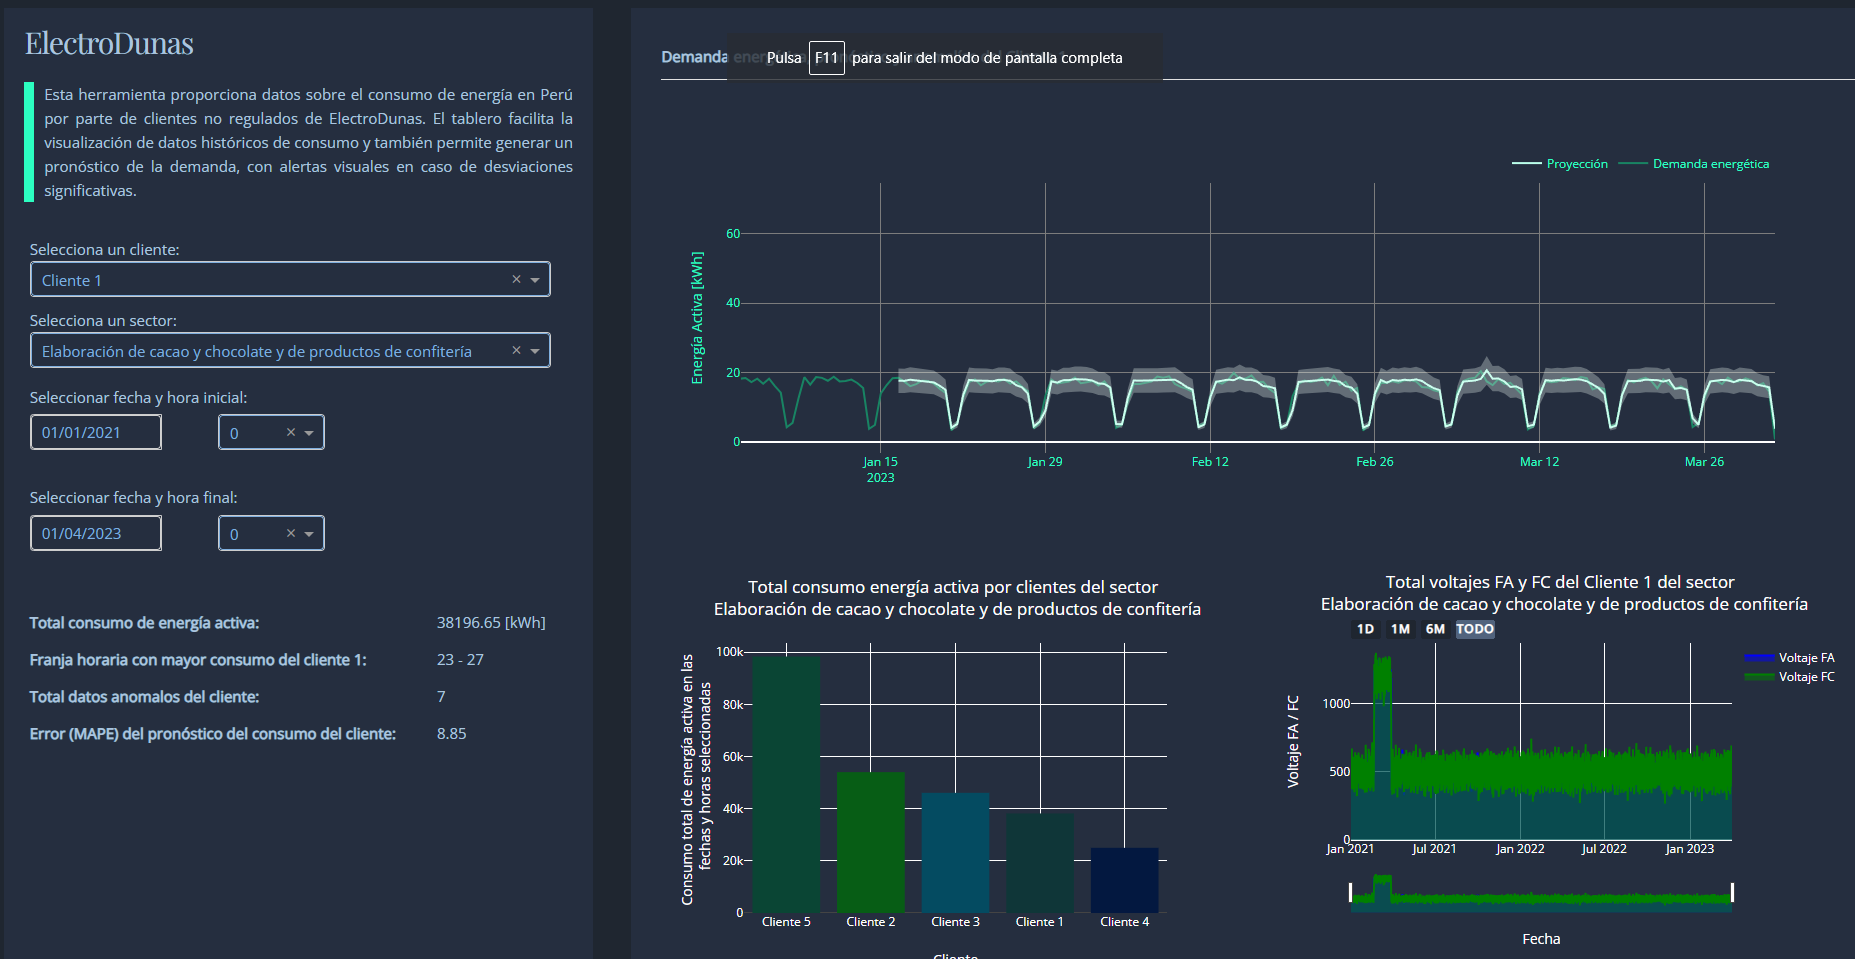 ElectroDunas
Esta herramienta proporciona datos sobre el consumo de energía en Perú
por parte de clientes no regulados de ElectroDunas. El tablero facilita la
visualización de datos históricos de consumo y también permite generar un
pronóstico de la demanda, con alertas visuales en caso de desviaciones
significativas.
Selecciona un cliente:
Cliente 1
Selecciona un sector:
Elaboración de cacao y chocolate y de productos de confitería
Seleccionar fecha y hora inicial:
01/01/2021
0
Seleccionar fecha y hora final:
01/04/2023
0
Total consumo de energía activa:
38196.65 [kWh]
Franja horaria con mayor consumo del cliente 1:
23 - 27
Total datos anomalos del cliente:
7
Error (MAPE) del pronóstico del consumo del cliente:
8.85
Demanda
Pulsa F11 para salir del modo de pantalla completa
Proyección
Demanda energética
Energía Activa [kWh]
60
40
20
0
Jan 15
2023
Jan 29
Feb 12
Feb 26
Mar 12
Mar 26
Total consumo energía activa por clientes del sector
Elaboración de cacao y chocolate y de productos de confitería
Consumo total de energía activa en las
fechas y horas seleccionadas
100k
80k
60k
40k
20k
0
Cliente 5
Cliente 2
Cliente 3
Cliente 1
Cliente 4
Cliente
Total voltajes FA y FC del Cliente 1 del sector
Elaboración de cacao y chocolate y de productos de confitería
1D
1M
6M
TODO
Voltaje FA
Voltaje FC
Voltaje FA / FC
1000
500
0
Jan 2021
Jul 2021
Jan 2022
Jul 2022
Jan 2023
Fecha